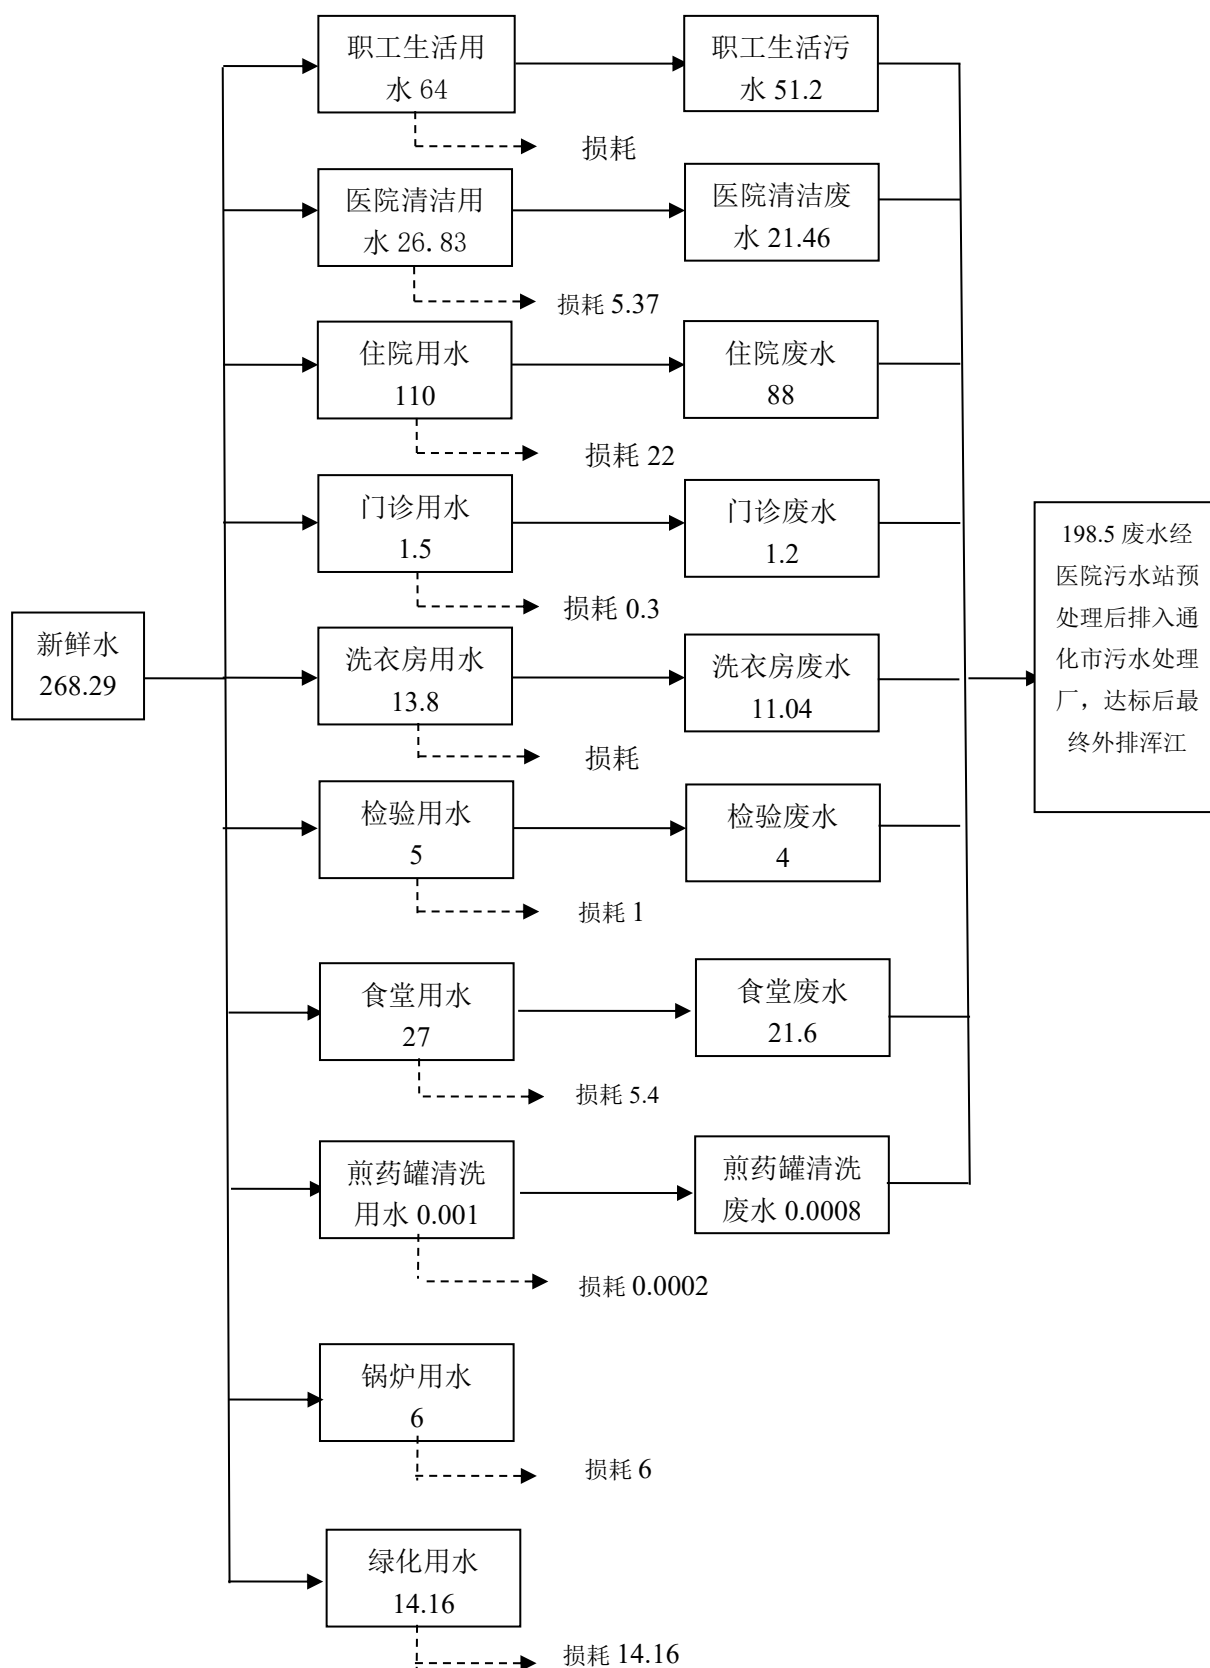 职工生活用
水 64
职工生活污
水 51.2
损耗
医院清洁用
水 26.83
医院清洁废
水 21.46
损耗 5.37
住院用水
110
住院废水
88
损耗 22
门诊用水
1.5
门诊废水
1.2
损耗 0.3
新鲜水
268.29
洗衣房用水
13.8
洗衣房废水
11.04
损耗
198.5 废水经
医院污水站预
处理后排入通
化市污水处理
厂，达标后最
终外排浑江
检验用水
5
检验废水
4
损耗 1
食堂用水
27
食堂废水
21.6
损耗 5.4
煎药罐清洗
用水 0.001
煎药罐清洗
废水 0.0008
损耗 0.0002
锅炉用水
6
损耗 6
绿化用水
14.16
损耗 14.16